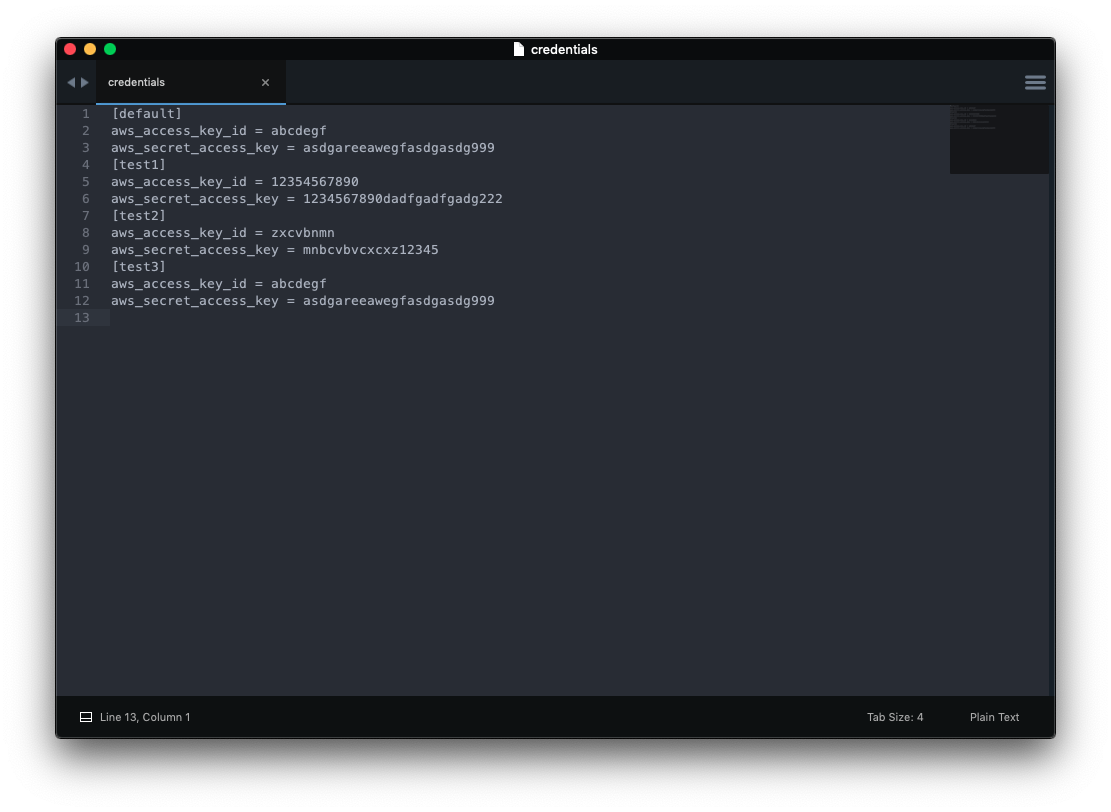 credentials
credentials
1 [default]
2 aws_access_key_id = abcdegf
3 aws_secret_access_key = asdgareeawegfasdgasdg999
4 [test1]
5 aws_access_key_id = 12354567890
6 aws_secret_access_key = 1234567890dadfgadfgadg222
7 [test2]
8 aws_access_key_id = zxcvbnmn
9 aws_secret_access_key = mnbcvbvcxcxz12345
10 [test3]
11 aws_access_key_id = abcdegf
12 aws_secret_access_key = asdgareeawegfasdgasdg999
13
Line 13, Column 1 Tab Size: 4 Plain Text